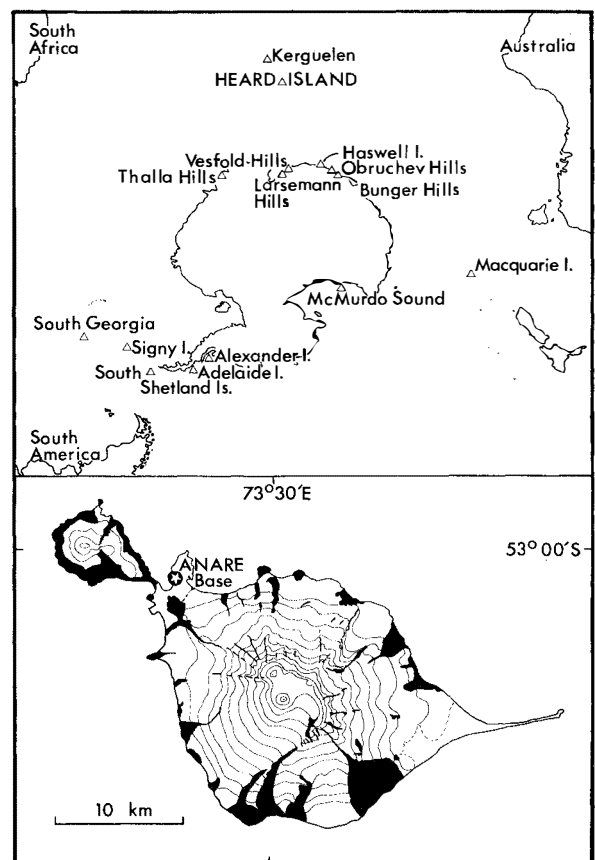 South
Africa
Kerguelen
HEARD ISLAND
Australia
Vesfold-Hills
Haswell I.
Thalla Hills
Obruchev Hills
Larsemann
Hills
Bunger Hills
Macquarie I.
McMurdo Sound
South Georgia
Signy I.
Alexander I.
South
Shetland Is.
Adelaide I.
South
America
73°30'E
53°00'S
ANARE
Base
10 km